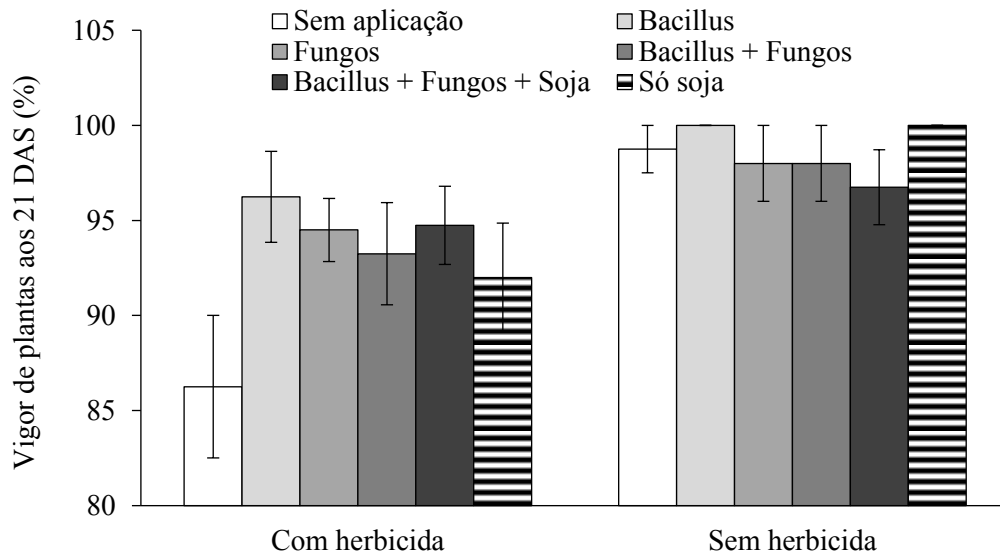 Sem aplicação
Bacillus
Fungos
Bacillus + Fungos
Bacillus + Fungos + Soja
Só soja
Vigor de plantas aos 21 DAS (%)
105
100
95
90
85
80
Com herbicida
Sem herbicida